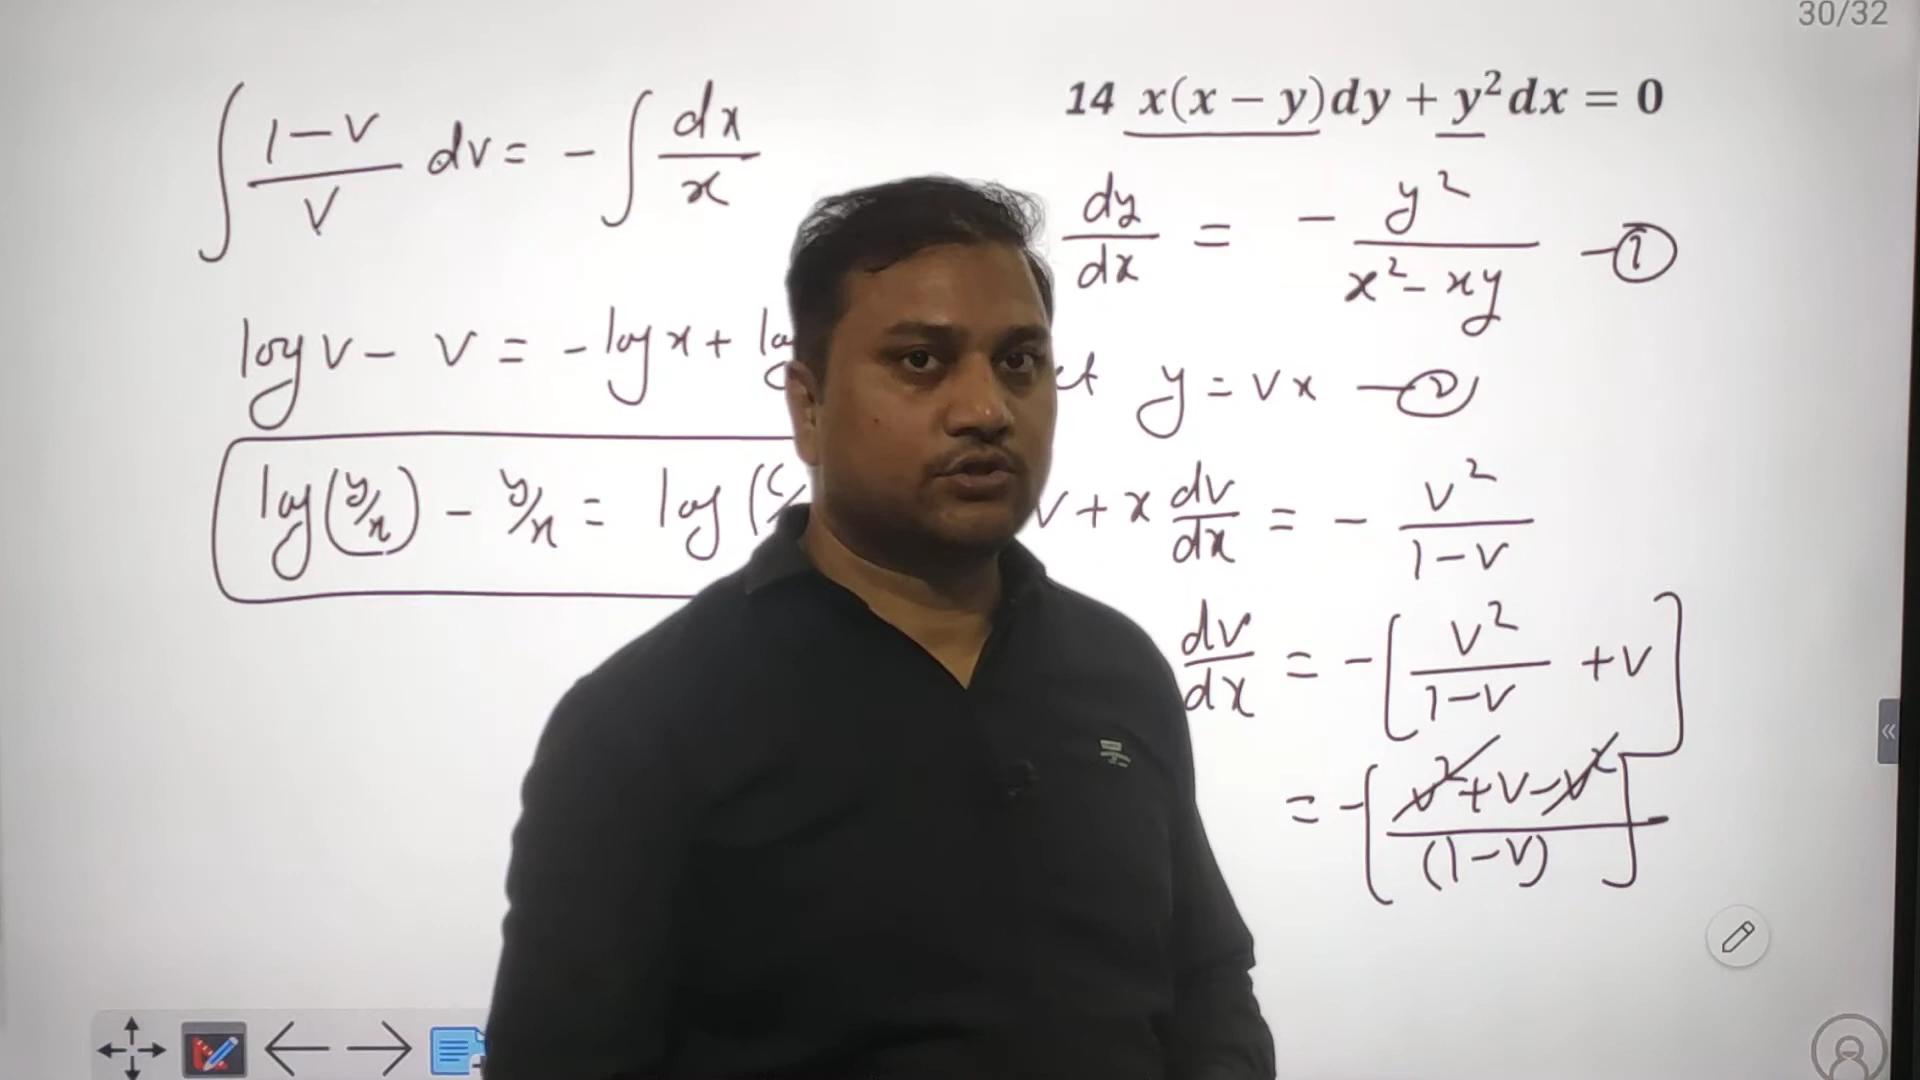 30/32
14 x(x − y)dy + y²dx = 0
dy/dx = − y²/(x² − xy) —①
y = vx —②
v + x dv/dx = − v²/(1−v)
dv/dx = −[v²/(1−v) + v]
= −[(v² + v − v²)/(1−v)]
∫ (1−v)/v dv = − ∫ dx/x
log v − v = − log x +
log(y/x) − y/x = log (